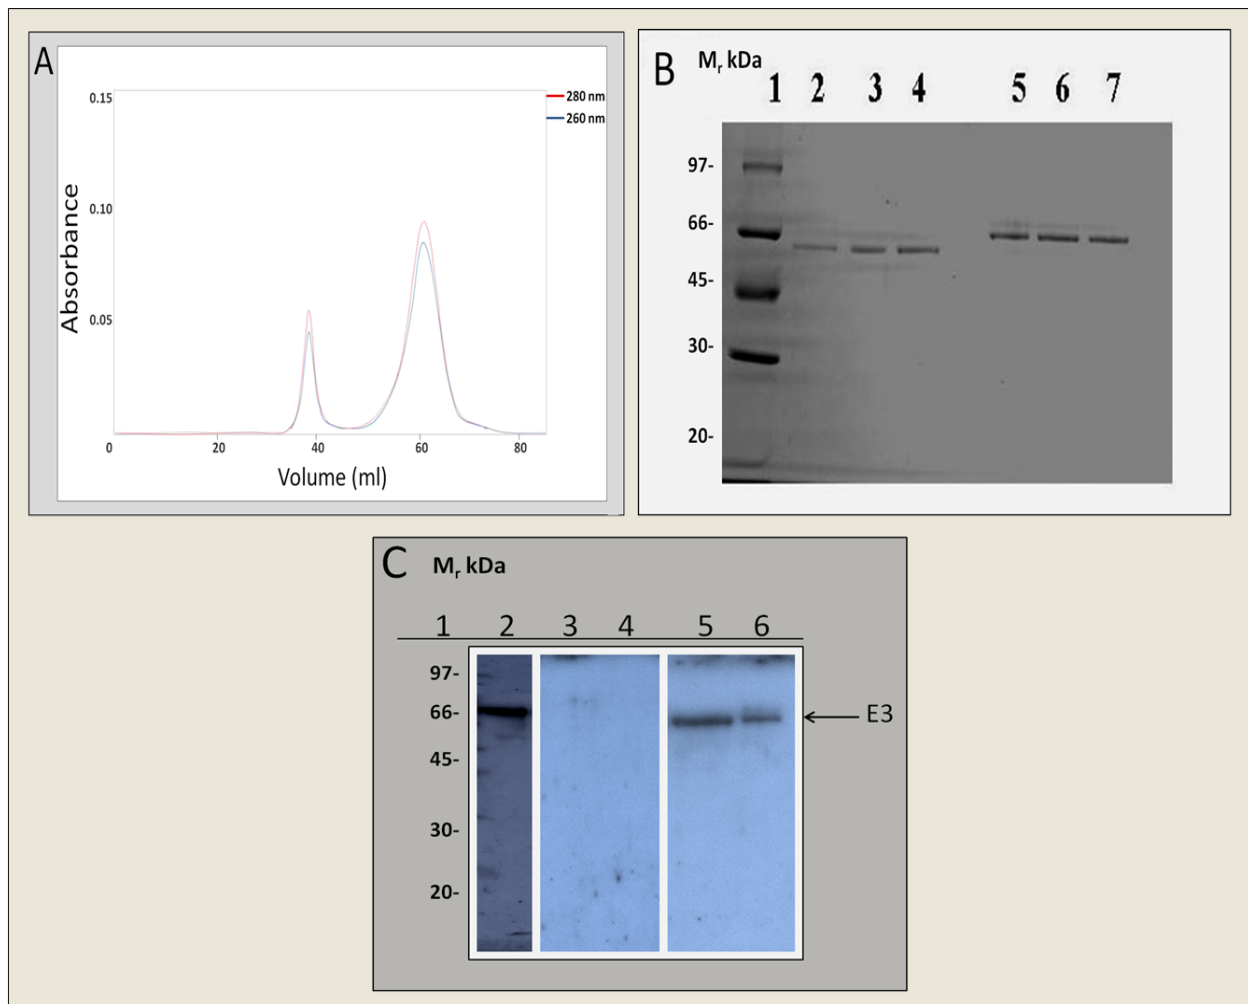 A
0.15
0.10
0.05
Absorbance
280 nm
260 nm
0 20 40 60 80
Volume (ml)
B
Mr kDa
1 2 3 4 5 6 7
97-
66-
45-
30-
20-
C
Mr kDa
1 2 3 4 5 6
97-
66-
45-
30-
20-
E3